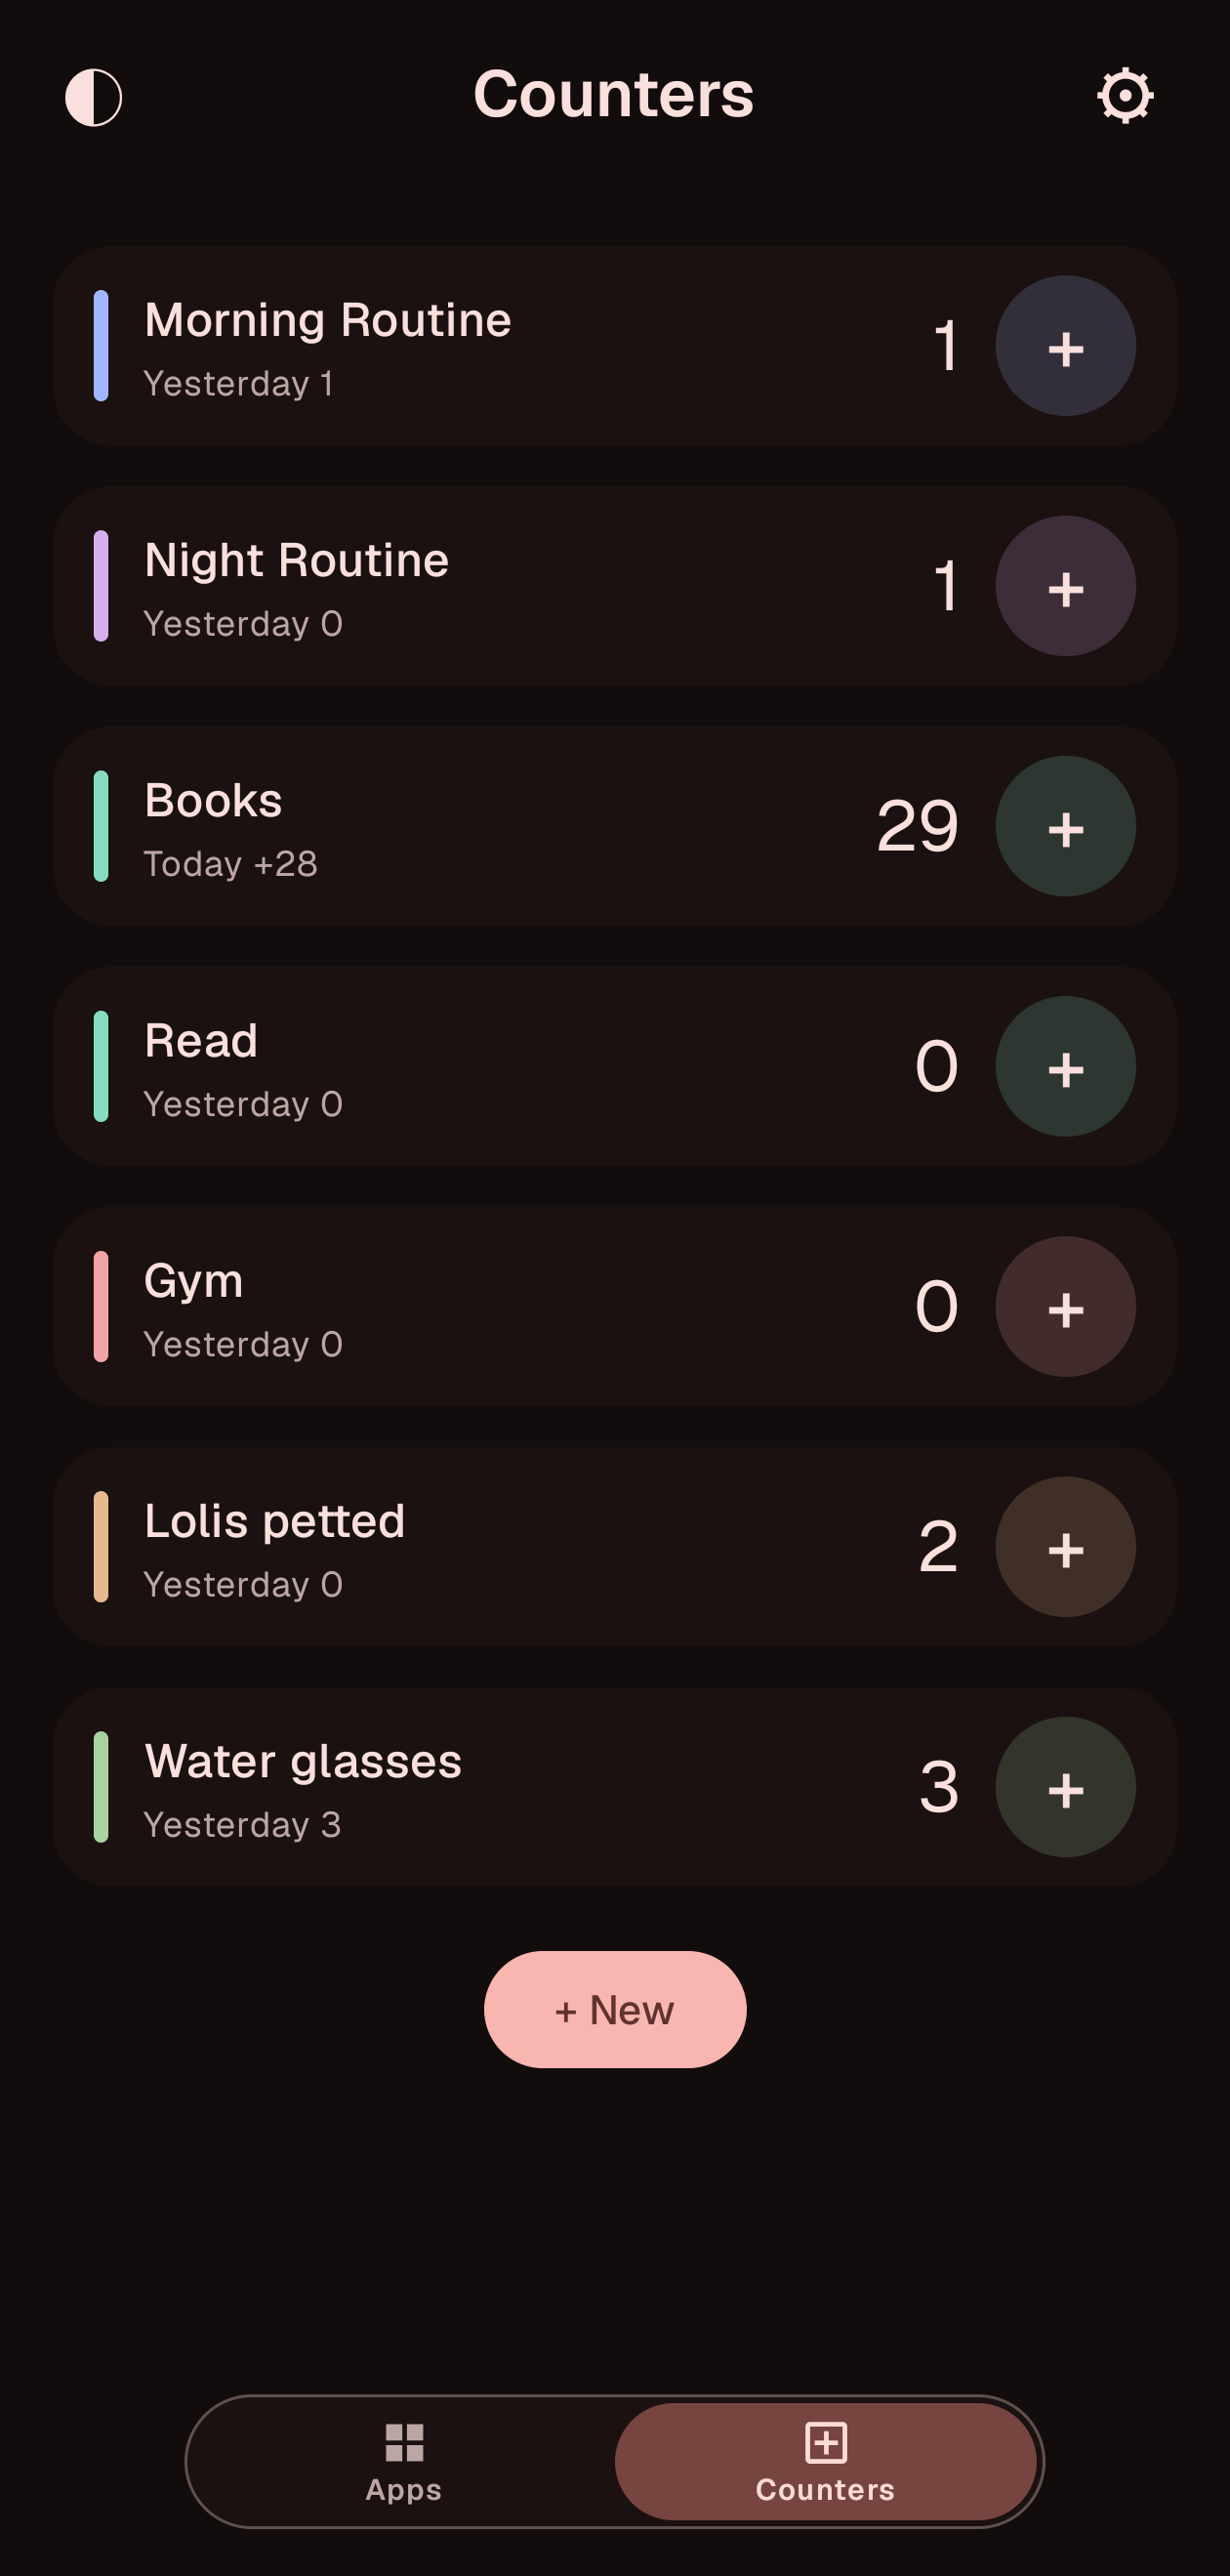 Counters
Morning Routine
Yesterday 1
1
+
Night Routine
Yesterday 0
1
+
Books
Today +28
29
+
Read
Yesterday 0
0
+
Gym
Yesterday 0
0
+
Lolis petted
Yesterday 0
2
+
Water glasses
Yesterday 3
3
+
+ New
Apps
Counters